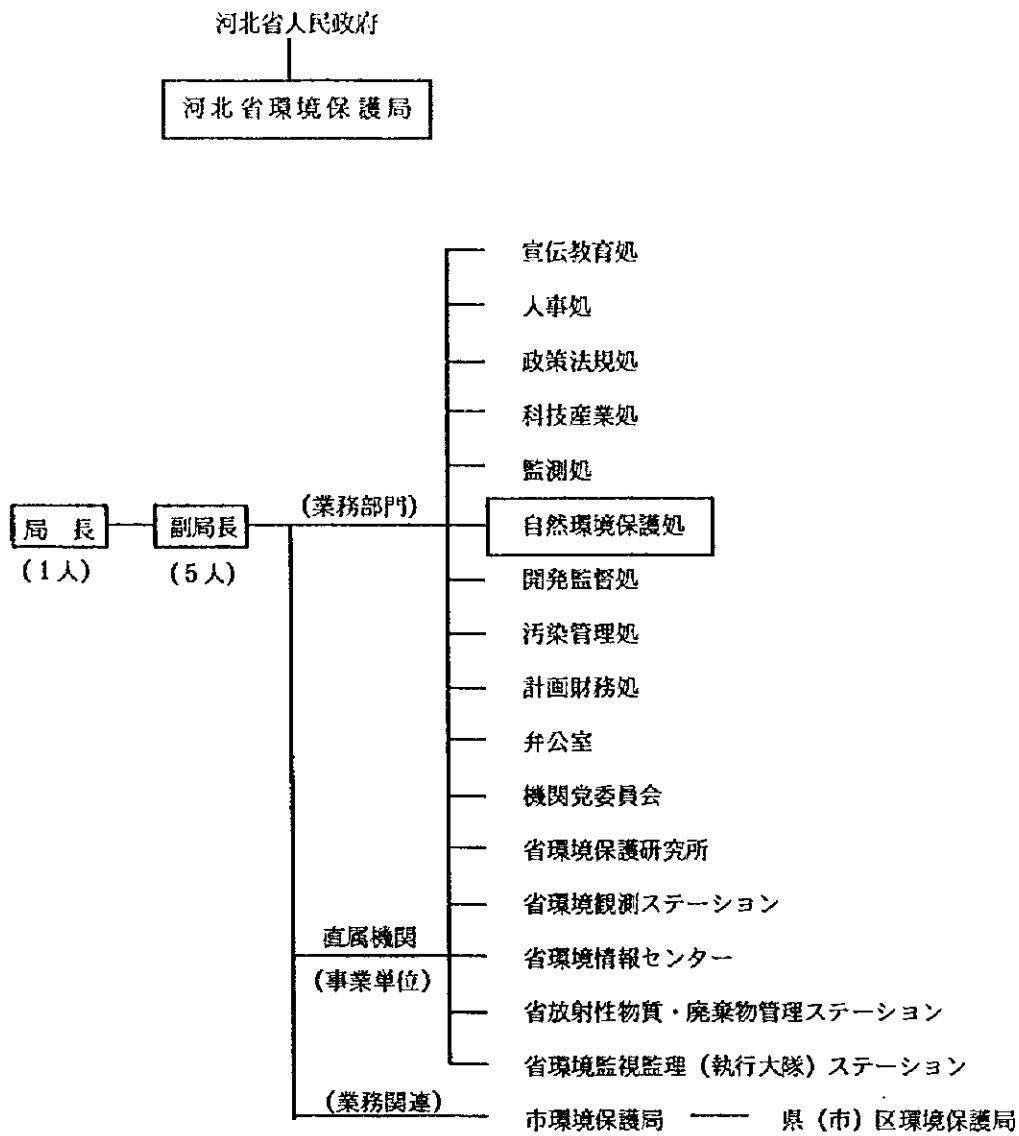 河北省人民政府
河北省環境保護局
宣伝教育処
人事処
政策法規処
科技産業処
監測処
局 長
(1人)
副局長
(5人)
(業務部門)
自然環境保護処
開発監督処
汚染管理処
計画財務処
弁公室
機関党委員会
省環境保護研究所
省環境観測ステーション
直属機関
(事業単位)
省環境情報センター
省放射性物質・廃棄物管理ステーション
省環境監視監理 (執行大隊) ステーション
(業務関連)
市環境保護局 ―― 県 (市) 区環境保護局